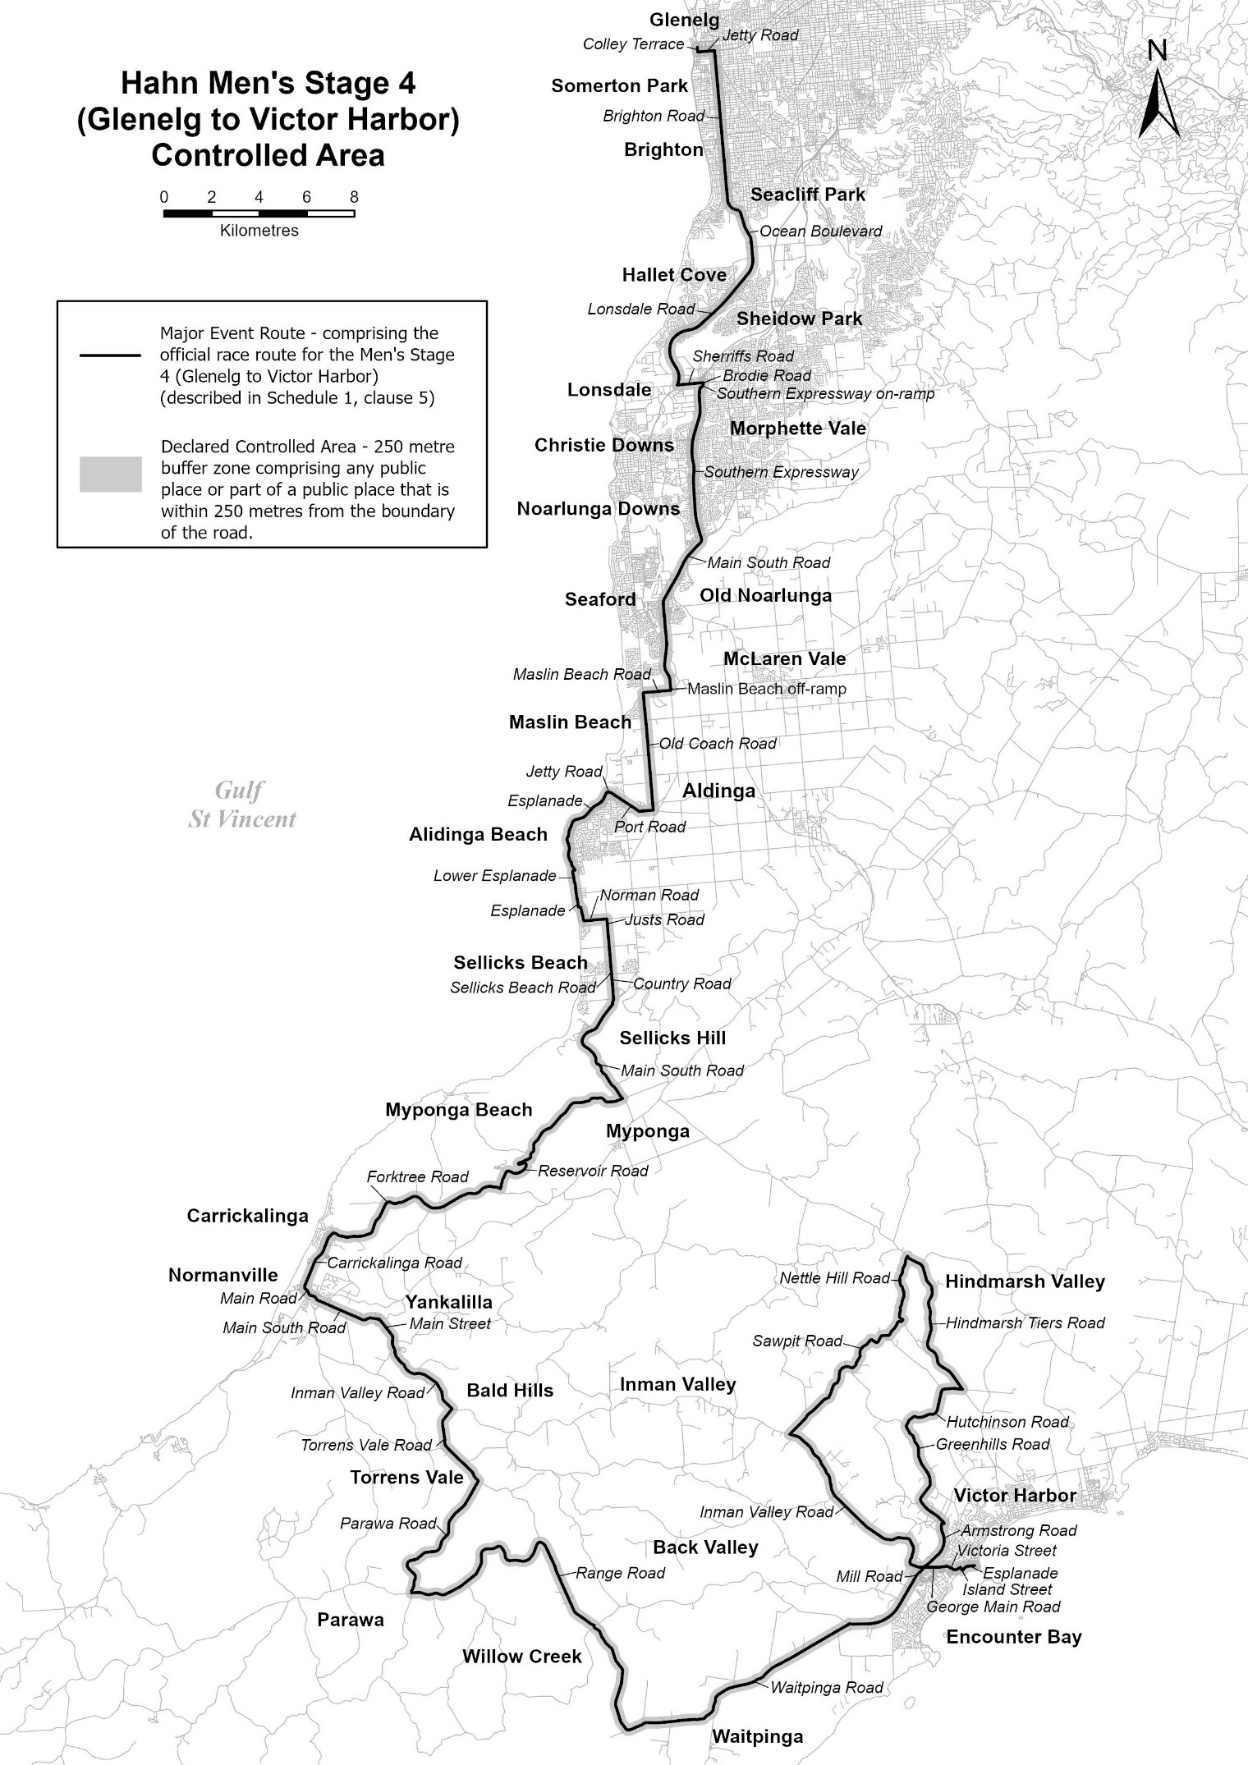 Glenelg
Jetty Road
Colley Terrace
N
Hahn Men's Stage 4
(Glenelg to Victor Harbor)
Controlled Area
0 2 4 6 8
Kilometres
Somerton Park
Brighton Road
Brighton
Seacliff Park
Ocean Boulevard
Hallet Cove
Lonsdale Road
Sheidow Park
Major Event Route - comprising the
official race route for the Men's Stage
4 (Glenelg to Victor Harbor)
(described in Schedule 1, clause 5)
Declared Controlled Area - 250 metre
buffer zone comprising any public
place or part of a public place that is
within 250 metres from the boundary
of the road.
Sherriffs Road
Brodie Road
Lonsdale
Southern Expressway on-ramp
Morphette Vale
Christie Downs
Southern Expressway
Noarlunga Downs
Main South Road
Seaford
Old Noarlunga
McLaren Vale
Maslin Beach Road
Maslin Beach off-ramp
Maslin Beach
Old Coach Road
Jetty Road
Gulf
St Vincent
Esplanade
Aldinga
Port Road
Alidinga Beach
Lower Esplanade
Norman Road
Esplanade
Justs Road
Sellicks Beach
Sellicks Beach Road
Country Road
Sellicks Hill
Main South Road
Myponga Beach
Myponga
Reservoir Road
Forktree Road
Carrickalinga
Carrickalinga Road
Normanville
Main Road
Yankalilla
Main South Road
Main Street
Nettle Hill Road
Hindmarsh Valley
Hindmarsh Tiers Road
Sawpit Road
Inman Valley Road
Bald Hills
Inman Valley
Hutchinson Road
Torrens Vale Road
Greenhills Road
Torrens Vale
Victor Harbor
Inman Valley Road
Parawa Road
Armstrong Road
Back Valley
Victoria Street
Range Road
Mill Road
Esplanade
Island Street
George Main Road
Parawa
Encounter Bay
Willow Creek
Waitpinga Road
Waitpinga